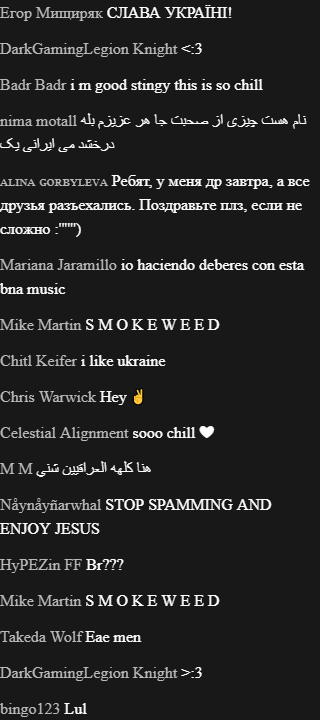 Егор Мищиряк СЛАВА УКРАЇНІ!
DarkGamingLegion Knight <:3
Badr Badr i m good stingy this is so chill
nima motall نام هست چیزی از صحبت جا هر عزیزم بله
درخشد می ایرانی یک
ALINA GORBYLEVA Ребят, у меня др завтра, а все
друзья разъехались. Поздравьте плз, если не
сложно :'""')
Mariana Jaramillo io haciendo deberes con esta
bna music
Mike Martin S M O K E W E E D
Chitl Keifer i like ukraine
Chris Warwick Hey ✌
Celestial Alignment sooo chill 🤍
M M هنا كلهه العراقيين شني
Nåynåyñarwhal STOP SPAMMING AND
ENJOY JESUS
HyPEZin FF Br???
Mike Martin S M O K E W E E D
Takeda Wolf Eae men
DarkGamingLegion Knight >:3
bingo123 Lul